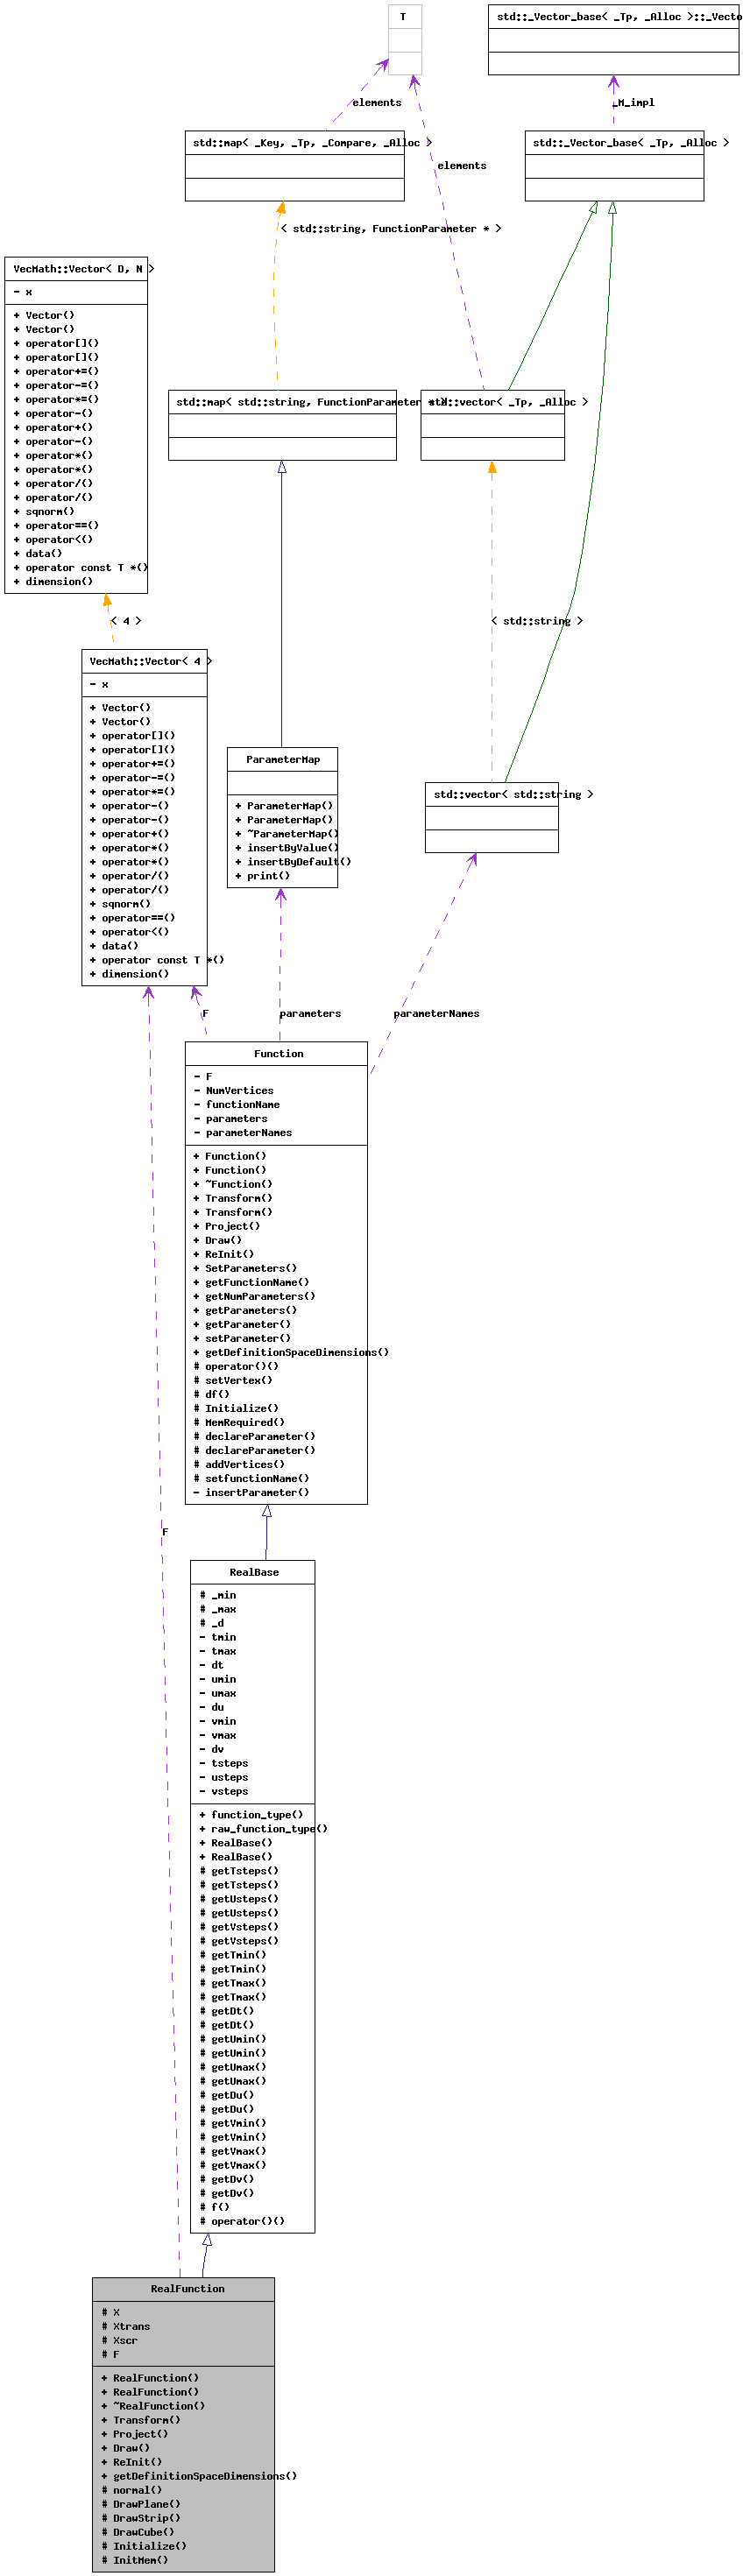 T
std::_Vector_base< _Tp, _Alloc >::_Vecto
elements
_M_impl
std::map< _Key, _Tp, _Compare, _Alloc >
std::_Vector_base< _Tp, _Alloc >
elements
< std::string, FunctionParameter * >
VecMath::Vector< D, N >
- x
+ Vector()
+ Vector()
+ operator[]()
+ operator[]()
+ operator+=()
+ operator-=()
+ operator*=()
+ operator-()
+ operator+()
+ operator-()
+ operator*()
+ operator*()
+ operator/()
+ operator/()
+ sqnorm()
+ operator==()
+ operator<()
+ data()
+ operator const T *()
+ dimension()
std::map< std::string, FunctionParameter * >
std::vector< _Tp, _Alloc >
< 4 >
< std::string >
VecMath::Vector< 4 >
- x
+ Vector()
+ Vector()
+ operator[]()
+ operator[]()
+ operator+=()
+ operator-=()
+ operator*=()
+ operator-()
+ operator-()
+ operator+()
+ operator*()
+ operator*()
+ operator/()
+ operator/()
+ sqnorm()
+ operator==()
+ operator<()
+ data()
+ operator const T *()
+ dimension()
ParameterMap
+ ParameterMap()
+ ParameterMap()
+ ~ParameterMap()
+ insertByValue()
+ insertByDefault()
+ print()
std::vector< std::string >
F
parameters
parameterNames
Function
- F
- NumVertices
- functionName
- parameters
- parameterNames
+ Function()
+ Function()
+ ~Function()
+ Transform()
+ Transform()
+ Project()
+ Draw()
+ ReInit()
+ SetParameters()
+ getFunctionName()
+ getNumParameters()
+ getParameters()
+ getParameter()
+ setParameter()
+ getDefinitionSpaceDimensions()
# operator()()
# setVertex()
# df()
# Initialize()
# MemRequired()
# declareParameter()
# declareParameter()
# addVertices()
# setfunctionName()
- insertParameter()
F
RealBase
# _min
# _max
# _d
- tmin
- tmax
- dt
- umin
- umax
- du
- vmin
- vmax
- dv
- tsteps
- usteps
- vsteps
+ function_type()
+ raw_function_type()
+ RealBase()
+ RealBase()
# getTsteps()
# getTsteps()
# getUsteps()
# getUsteps()
# getVsteps()
# getVsteps()
# getTmin()
# getTmin()
# getTmax()
# getTmax()
# getDt()
# getDt()
# getUmin()
# getUmin()
# getUmax()
# getUmax()
# getDu()
# getDu()
# getVmin()
# getVmin()
# getVmax()
# getVmax()
# getDv()
# getDv()
# f()
# operator()()
RealFunction
# X
# Xtrans
# Xscr
# F
+ RealFunction()
+ RealFunction()
+ ~RealFunction()
+ Transform()
+ Project()
+ Draw()
+ ReInit()
+ getDefinitionSpaceDimensions()
# normal()
# DrawPlane()
# DrawStrip()
# DrawCube()
# Initialize()
# InitMem()